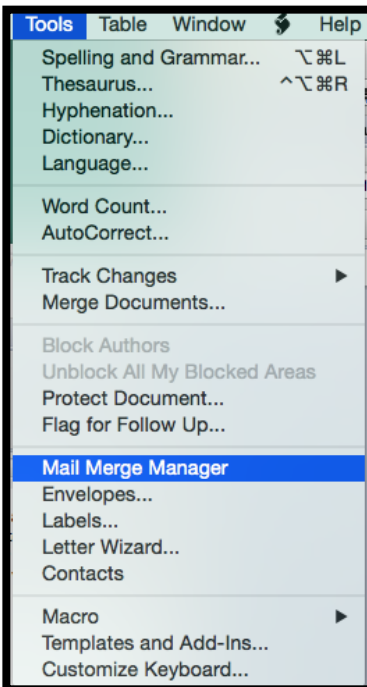 Tools Table Window Help
Spelling and Grammar... ⌥⌘L
Thesaurus... ^⌥⌘R
Hyphenation...
Dictionary...
Language...
Word Count...
AutoCorrect...
Track Changes ▶
Merge Documents...
Block Authors
Unblock All My Blocked Areas
Protect Document...
Flag for Follow Up...
Mail Merge Manager
Envelopes...
Labels...
Letter Wizard...
Contacts
Macro ▶
Templates and Add-Ins...
Customize Keyboard...